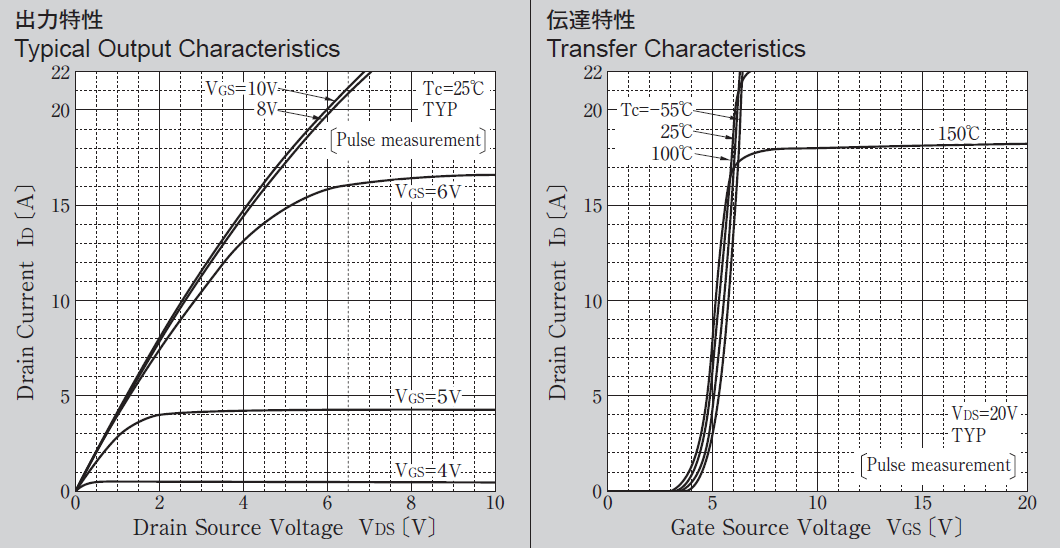 出力特性
Typical Output Characteristics
22
20
15
10
5
0
0 2 4 6 8 10
Drain Current ID〔A〕
Drain Source Voltage VDS〔V〕
VGS=10V
8V
Tc=25℃
TYP
〔Pulse measurement〕
VGS=6V
VGS=5V
VGS=4V
伝達特性
Transfer Characteristics
22
20
15
10
5
0
0 5 10 15 20
Drain Current ID〔A〕
Gate Source Voltage VGS〔V〕
Tc=−55℃
25℃
100℃
150℃
VDS=20V
TYP
〔Pulse measurement〕